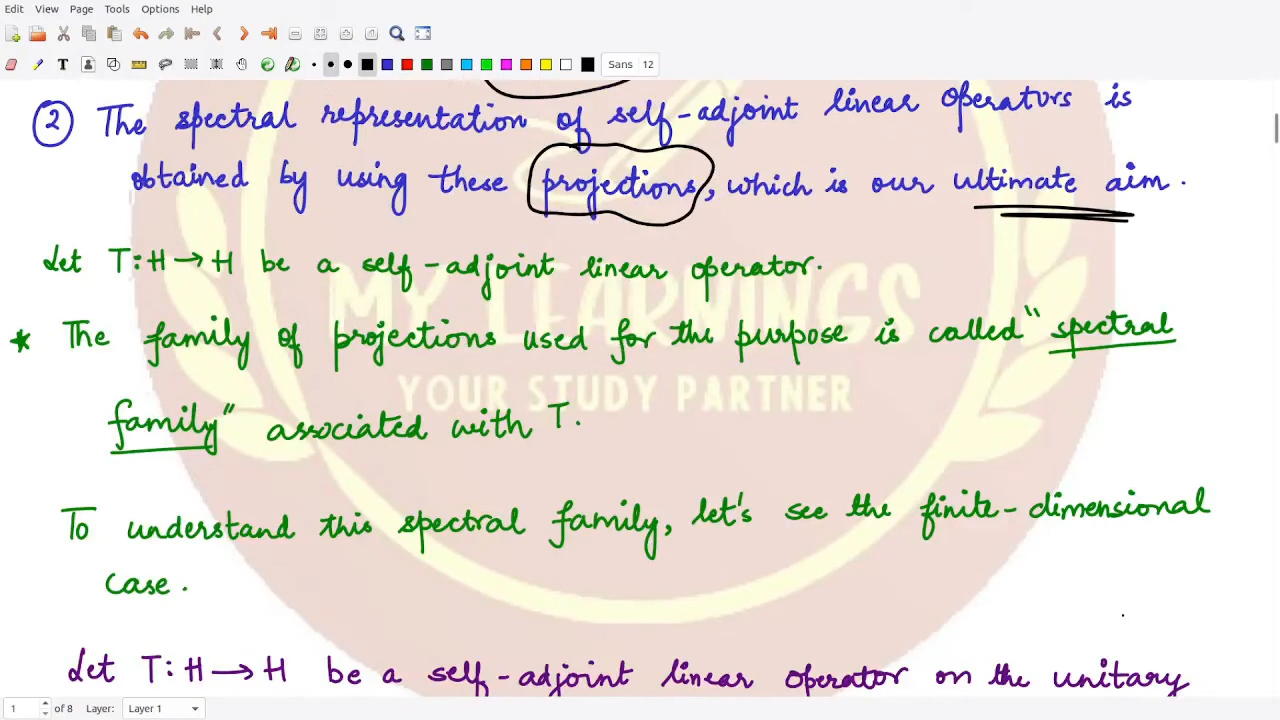 Edit View Page Tools Options Help
Sans 12
② The spectral representation of self-adjoint linear operators is
obtained by using these projections, which is our ultimate aim.
Let T:H→H be a self-adjoint linear operator.
* The family of projections used for the purpose is called "spectral
family" associated with T.
To understand this spectral family, let's see the finite-dimensional
case.
Let T:H→H be a self-adjoint linear operator on the unitary
MY LEARNINGS
YOUR STUDY PARTNER
1 of 8 Layer: Layer 1